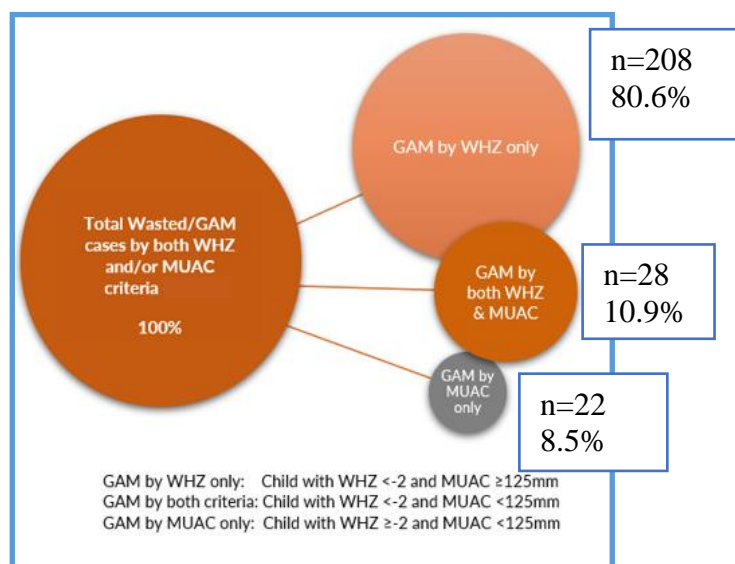 n=208
80.6%
GAM by WHZ only
Total Wasted/GAM
cases by both WHZ
and/or MUAC
criteria
100%
GAM by
both WHZ
& MUAC
n=28
10.9%
GAM by
MUAC
only
n=22
8.5%
GAM by WHZ only: Child with WHZ <-2 and MUAC ≥125mm
GAM by both criteria: Child with WHZ <-2 and MUAC <125mm
GAM by MUAC only: Child with WHZ ≥-2 and MUAC <125mm